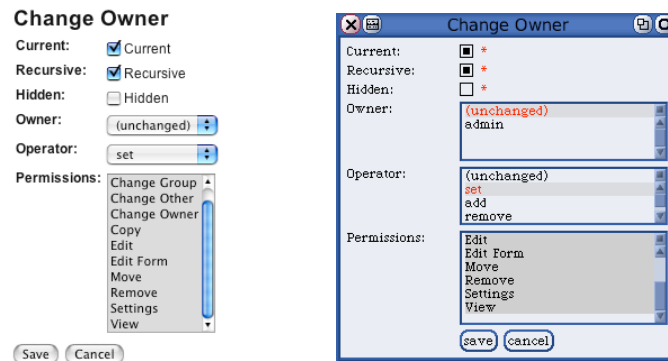 Change Owner
Current: Current
Recursive: Recursive
Hidden: Hidden
Owner: (unchanged)
Operator: set
Permissions: Change Group
Change Other
Change Owner
Copy
Edit
Edit Form
Move
Remove
Settings
View
Save Cancel
Change Owner
Current: *
Recursive: *
Hidden: *
Owner: (unchanged)
admin
Operator: (unchanged)
set
add
remove
Permissions: Edit
Edit Form
Move
Remove
Settings
View
save cancel